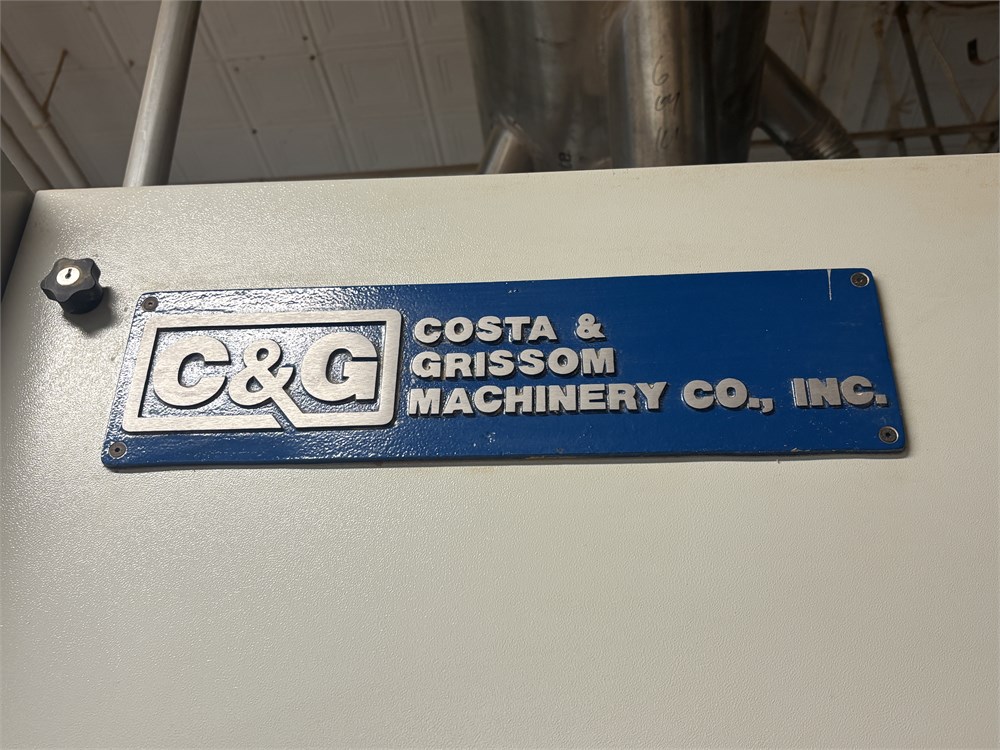 C&G
COSTA &
GRISSOM
MACHINERY CO., INC.